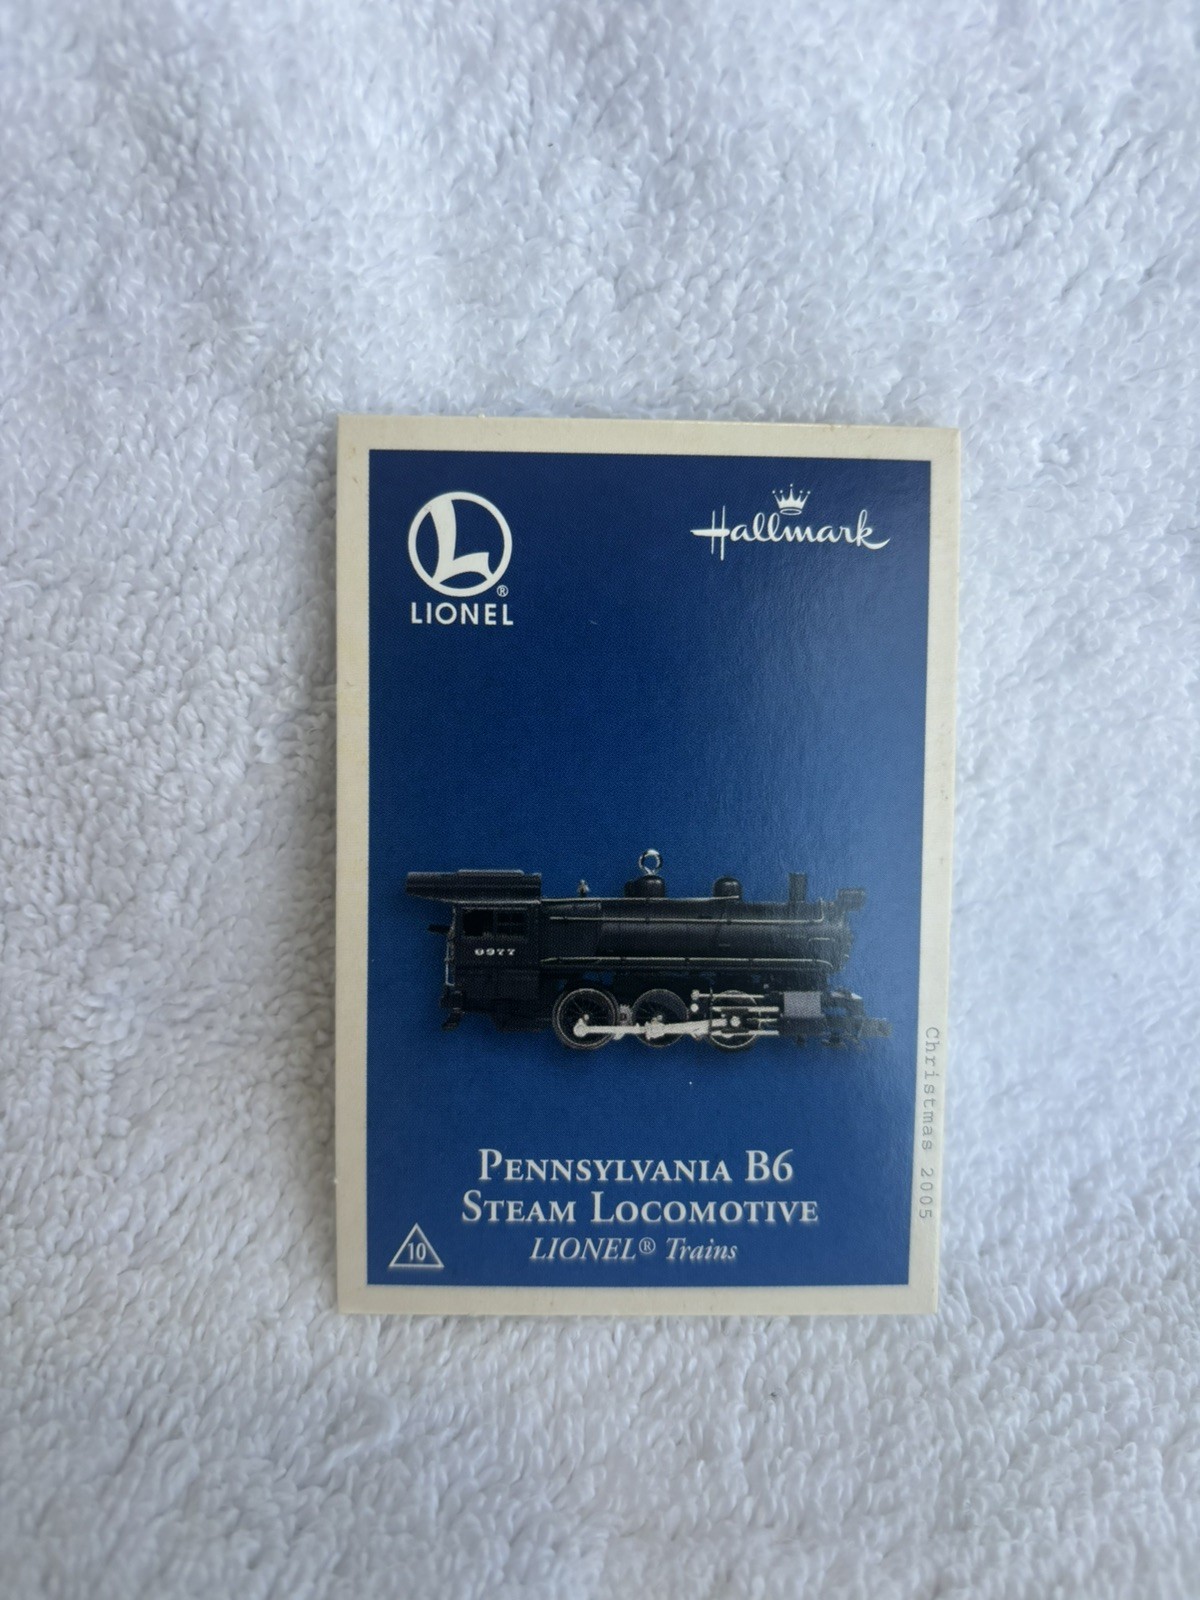 LIONEL®
Hallmark
6977
PENNSYLVANIA B6
STEAM LOCOMOTIVE
LIONEL® Trains
10
Christmas 2005